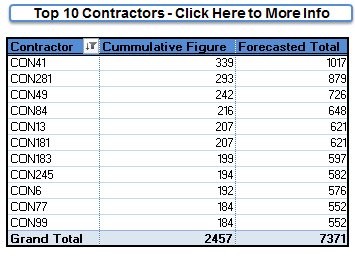 Top 10 Contractors - Click Here to More Info
Contractor Cummulative Figure Forecasted Total
CON41 339 1017
CON281 293 879
CON49 242 726
CON84 216 648
CON13 207 621
CON181 207 621
CON183 199 597
CON245 194 582
CON6 192 576
CON77 184 552
CON99 184 552
Grand Total 2457 7371